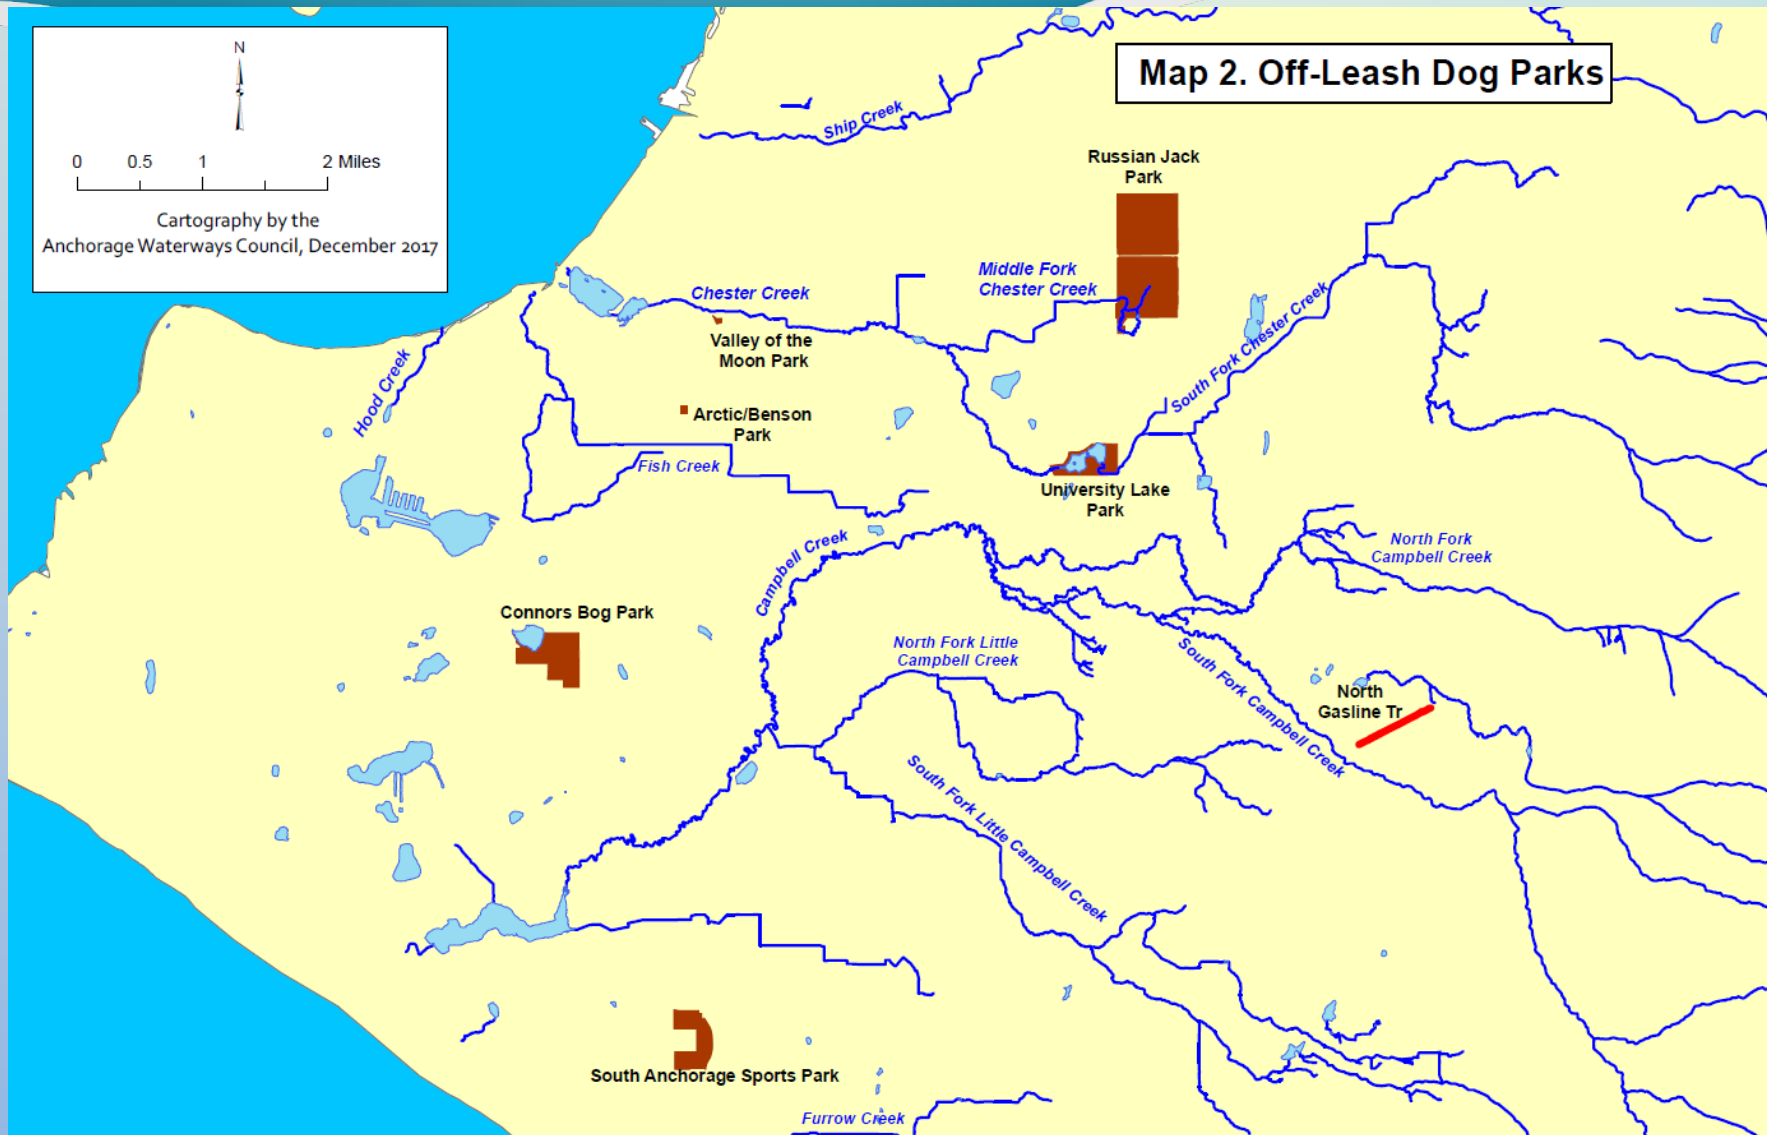 Map 2. Off-Leash Dog Parks
N
0 0.5 1 2 Miles
Cartography by the
Anchorage Waterways Council, December 2017
Ship Creek
Russian Jack
Park
Middle Fork
Chester Creek
Chester Creek
Valley of the
Moon Park
South Fork Chester Creek
Hood Creek
Arctic/Benson
Park
Fish Creek
University Lake
Park
Campbell Creek
North Fork
Campbell Creek
Connors Bog Park
North Fork Little
Campbell Creek
South Fork Campbell Creek
North
Gasline Tr
South Fork Little Campbell Creek
South Anchorage Sports Park
Furrow Creek